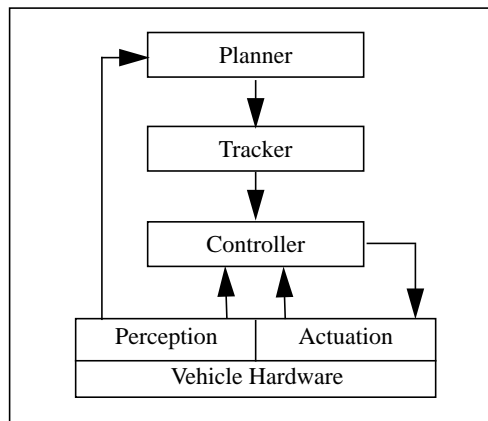 Planner
Tracker
Controller
Perception Actuation
Vehicle Hardware